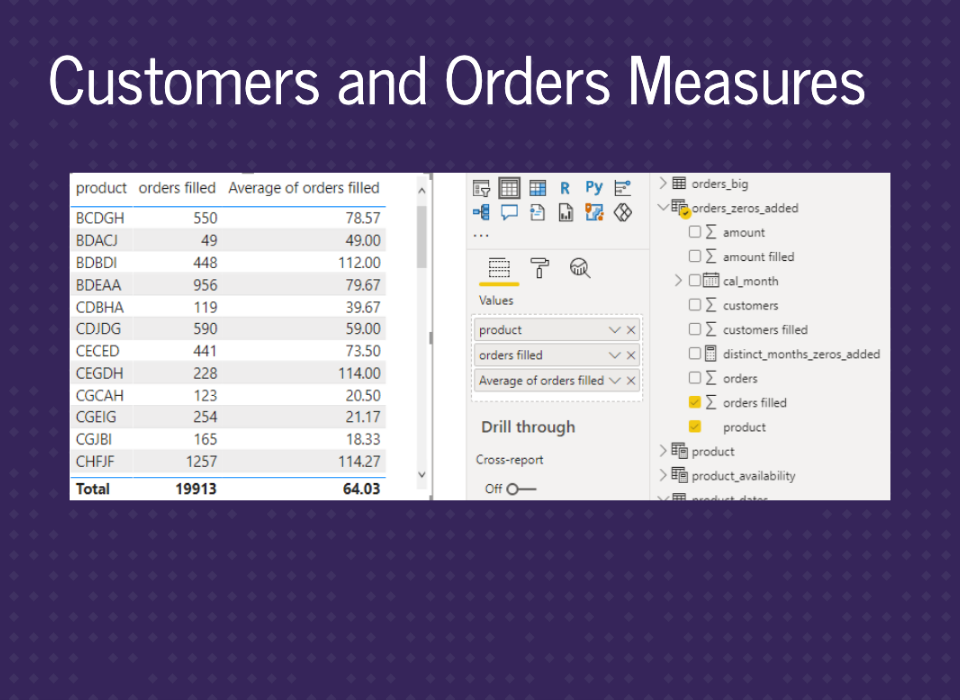 Customers and Orders Measures
product orders filled Average of orders filled
BCDGH 550 78.57
BDACJ 49 49.00
BDBDI 448 112.00
BDEAA 956 79.67
CDBHA 119 39.67
CDJDG 590 59.00
CECED 441 73.50
CEGDH 228 114.00
CGCAH 123 20.50
CGEIG 254 21.17
CGJBI 165 18.33
CHFJF 1257 114.27
Total 19913 64.03
R Py
...
Values
product
orders filled
Average of orders filled
Drill through
Cross-report
Off
orders_big
orders_zeros_added
Σ amount
Σ amount filled
cal_month
Σ customers
Σ customers filled
distinct_months_zeros_added
Σ orders
Σ orders filled
product
product
product_availability
product_dates